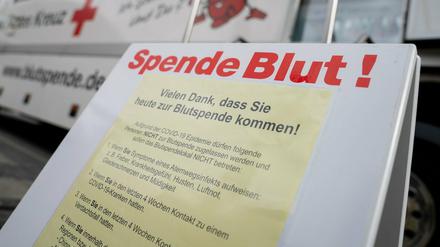 Roten Kreuz
www.blutspende.de
Spende Blut!
Vielen Dank, dass Sie
heute zur Blutspende kommen!
Aufgrund der COVID-19 Epidemie dürfen folgende
Personen NICHT zur Blutspende zugelassen werden und
sollen das Blutspendelokal NICHT betreten:
1. Wenn Sie Symptome eines Atemwegsinfekts aufweisen:
z. B. Fieber, Krankheitsgefühl, Husten, Luftnot,
Gliederschmerzen und Müdigkeit
2. Wenn Sie in den letzten 4 Wochen Kontakt zu einem
COVID-19-Kranken hatten.
3. Wenn Sie in den letzten 4 Wochen Kontakt zu einem
Verdachtsfall hatten.
4. Wenn Sie innerhalb